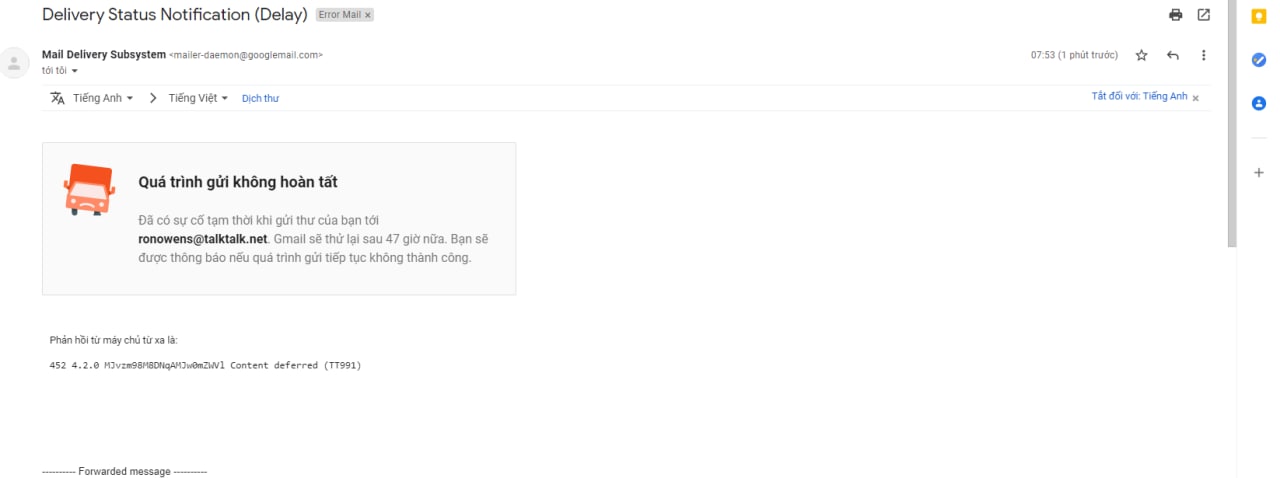 Delivery Status Notification (Delay) Error Mail ×
Mail Delivery Subsystem <mailer-daemon@googlemail.com> 07:53 (1 phút trước)
tới tôi
Tiếng Anh > Tiếng Việt Dịch thư Tắt đối với: Tiếng Anh ×
Quá trình gửi không hoàn tất
Đã có sự cố tạm thời khi gửi thư của bạn tới
ronowens@talktalk.net. Gmail sẽ thử lại sau 47 giờ nữa. Bạn sẽ
được thông báo nếu quá trình gửi tiếp tục không thành công.
Phản hồi từ máy chủ từ xa là:
452 4.2.0 MJvzm98M8DNqAMJw0mZWVl Content deferred (TT991)
---------- Forwarded message ----------